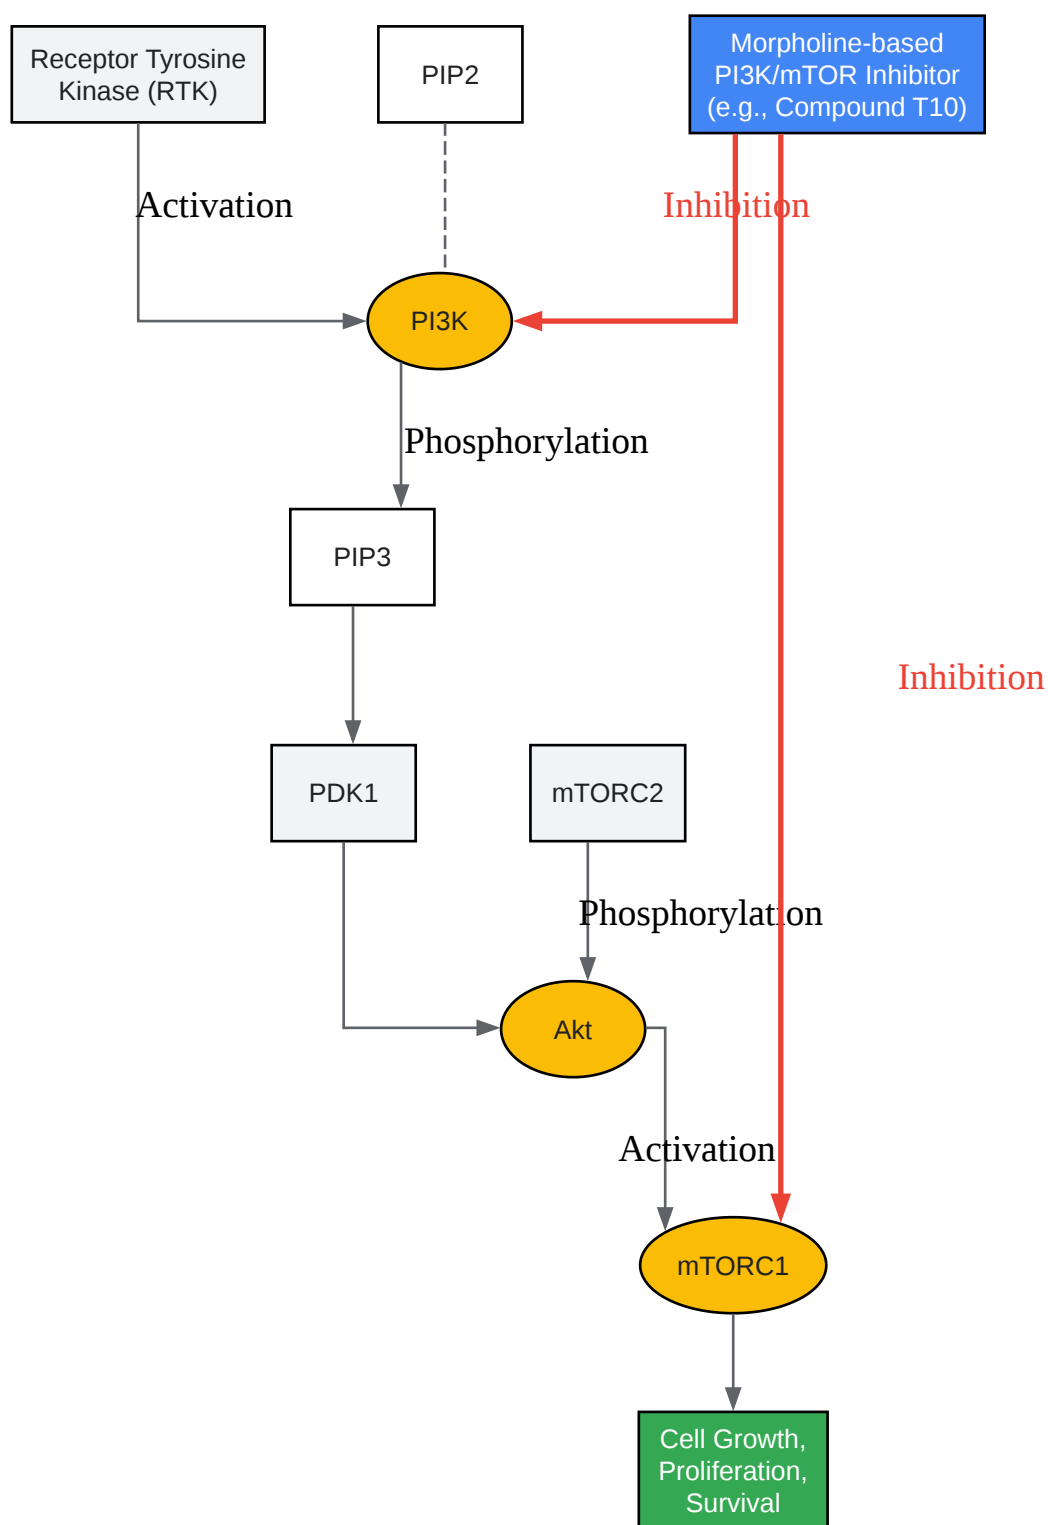 Receptor Tyrosine
Kinase (RTK)
PIP2
Morpholine-based
PI3K/mTOR Inhibitor
(e.g., Compound T10)
Activation
Inhibition
PI3K
Phosphorylation
PIP3
Inhibition
PDK1
mTORC2
Phosphorylation
Akt
Activation
mTORC1
Cell Growth,
Proliferation,
Survival